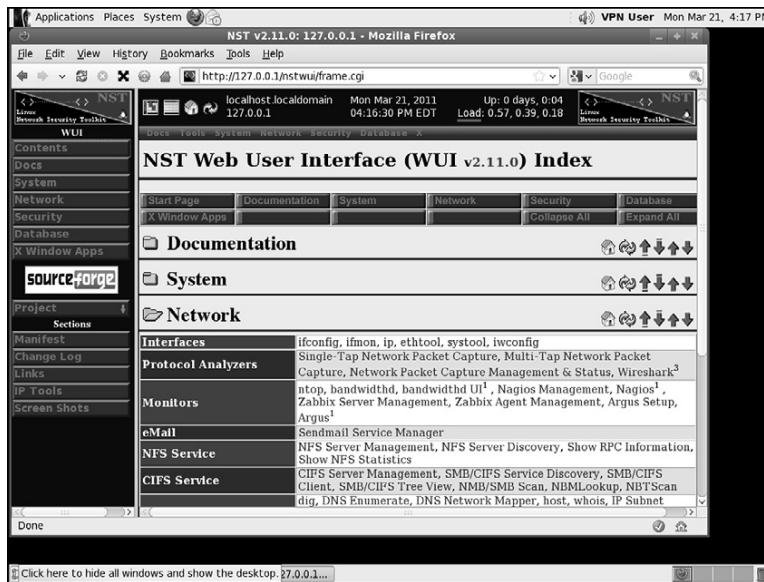 Applications Places System VPN User Mon Mar 21, 4:17 PM
NST v2.11.0: 127.0.0.1 - Mozilla Firefox
File Edit View History Bookmarks Tools Help
http://127.0.0.1/nstwui/frame.cgi Google
NST
Linux
Network Security Toolkit
WUI
Contents
Docs
System
Network
Security
Database
X Window Apps
sourceforge
Project
Sections
Manifest
Change Log
Links
IP Tools
Screen Shots
localhost.localdomain Mon Mar 21, 2011 Up: 0 days, 0:04
127.0.0.1 04:16:30 PM EDT Load: 0.57, 0.39, 0.18
NST
Linux
Network Security Toolkit
Docs Tools System Network Security Database X
NST Web User Interface (WUI v2.11.0) Index
Start Page Documentation System Network Security Database
X Window Apps Collapse All Expand All
Documentation
System
Network
Interfaces ifconfig, ifmon, ip, ethtool, systool, iwconfig
Protocol Analyzers Single-Tap Network Packet Capture, Multi-Tap Network Packet
Capture, Network Packet Capture Management & Status, Wireshark3
Monitors ntop, bandwidthd, bandwidthd UI1 , Nagios Management, Nagios1 ,
Zabbix Server Management, Zabbix Agent Management, Argus Setup,
Argus1
eMail Sendmail Service Manager
NFS Service NFS Server Management, NFS Server Discovery, Show RPC Information,
Show NFS Statistics
CIFS Service CIFS Server Management, SMB/CIFS Service Discovery, SMB/CIFS
Client, SMB/CIFS Tree View, NMB/SMB Scan, NBMLookup, NBTScan
dig, DNS Enumerate, DNS Network Mapper, host, whois, IP Subnet
Done
Click here to hide all windows and show the desktop. 27.0.0.1...